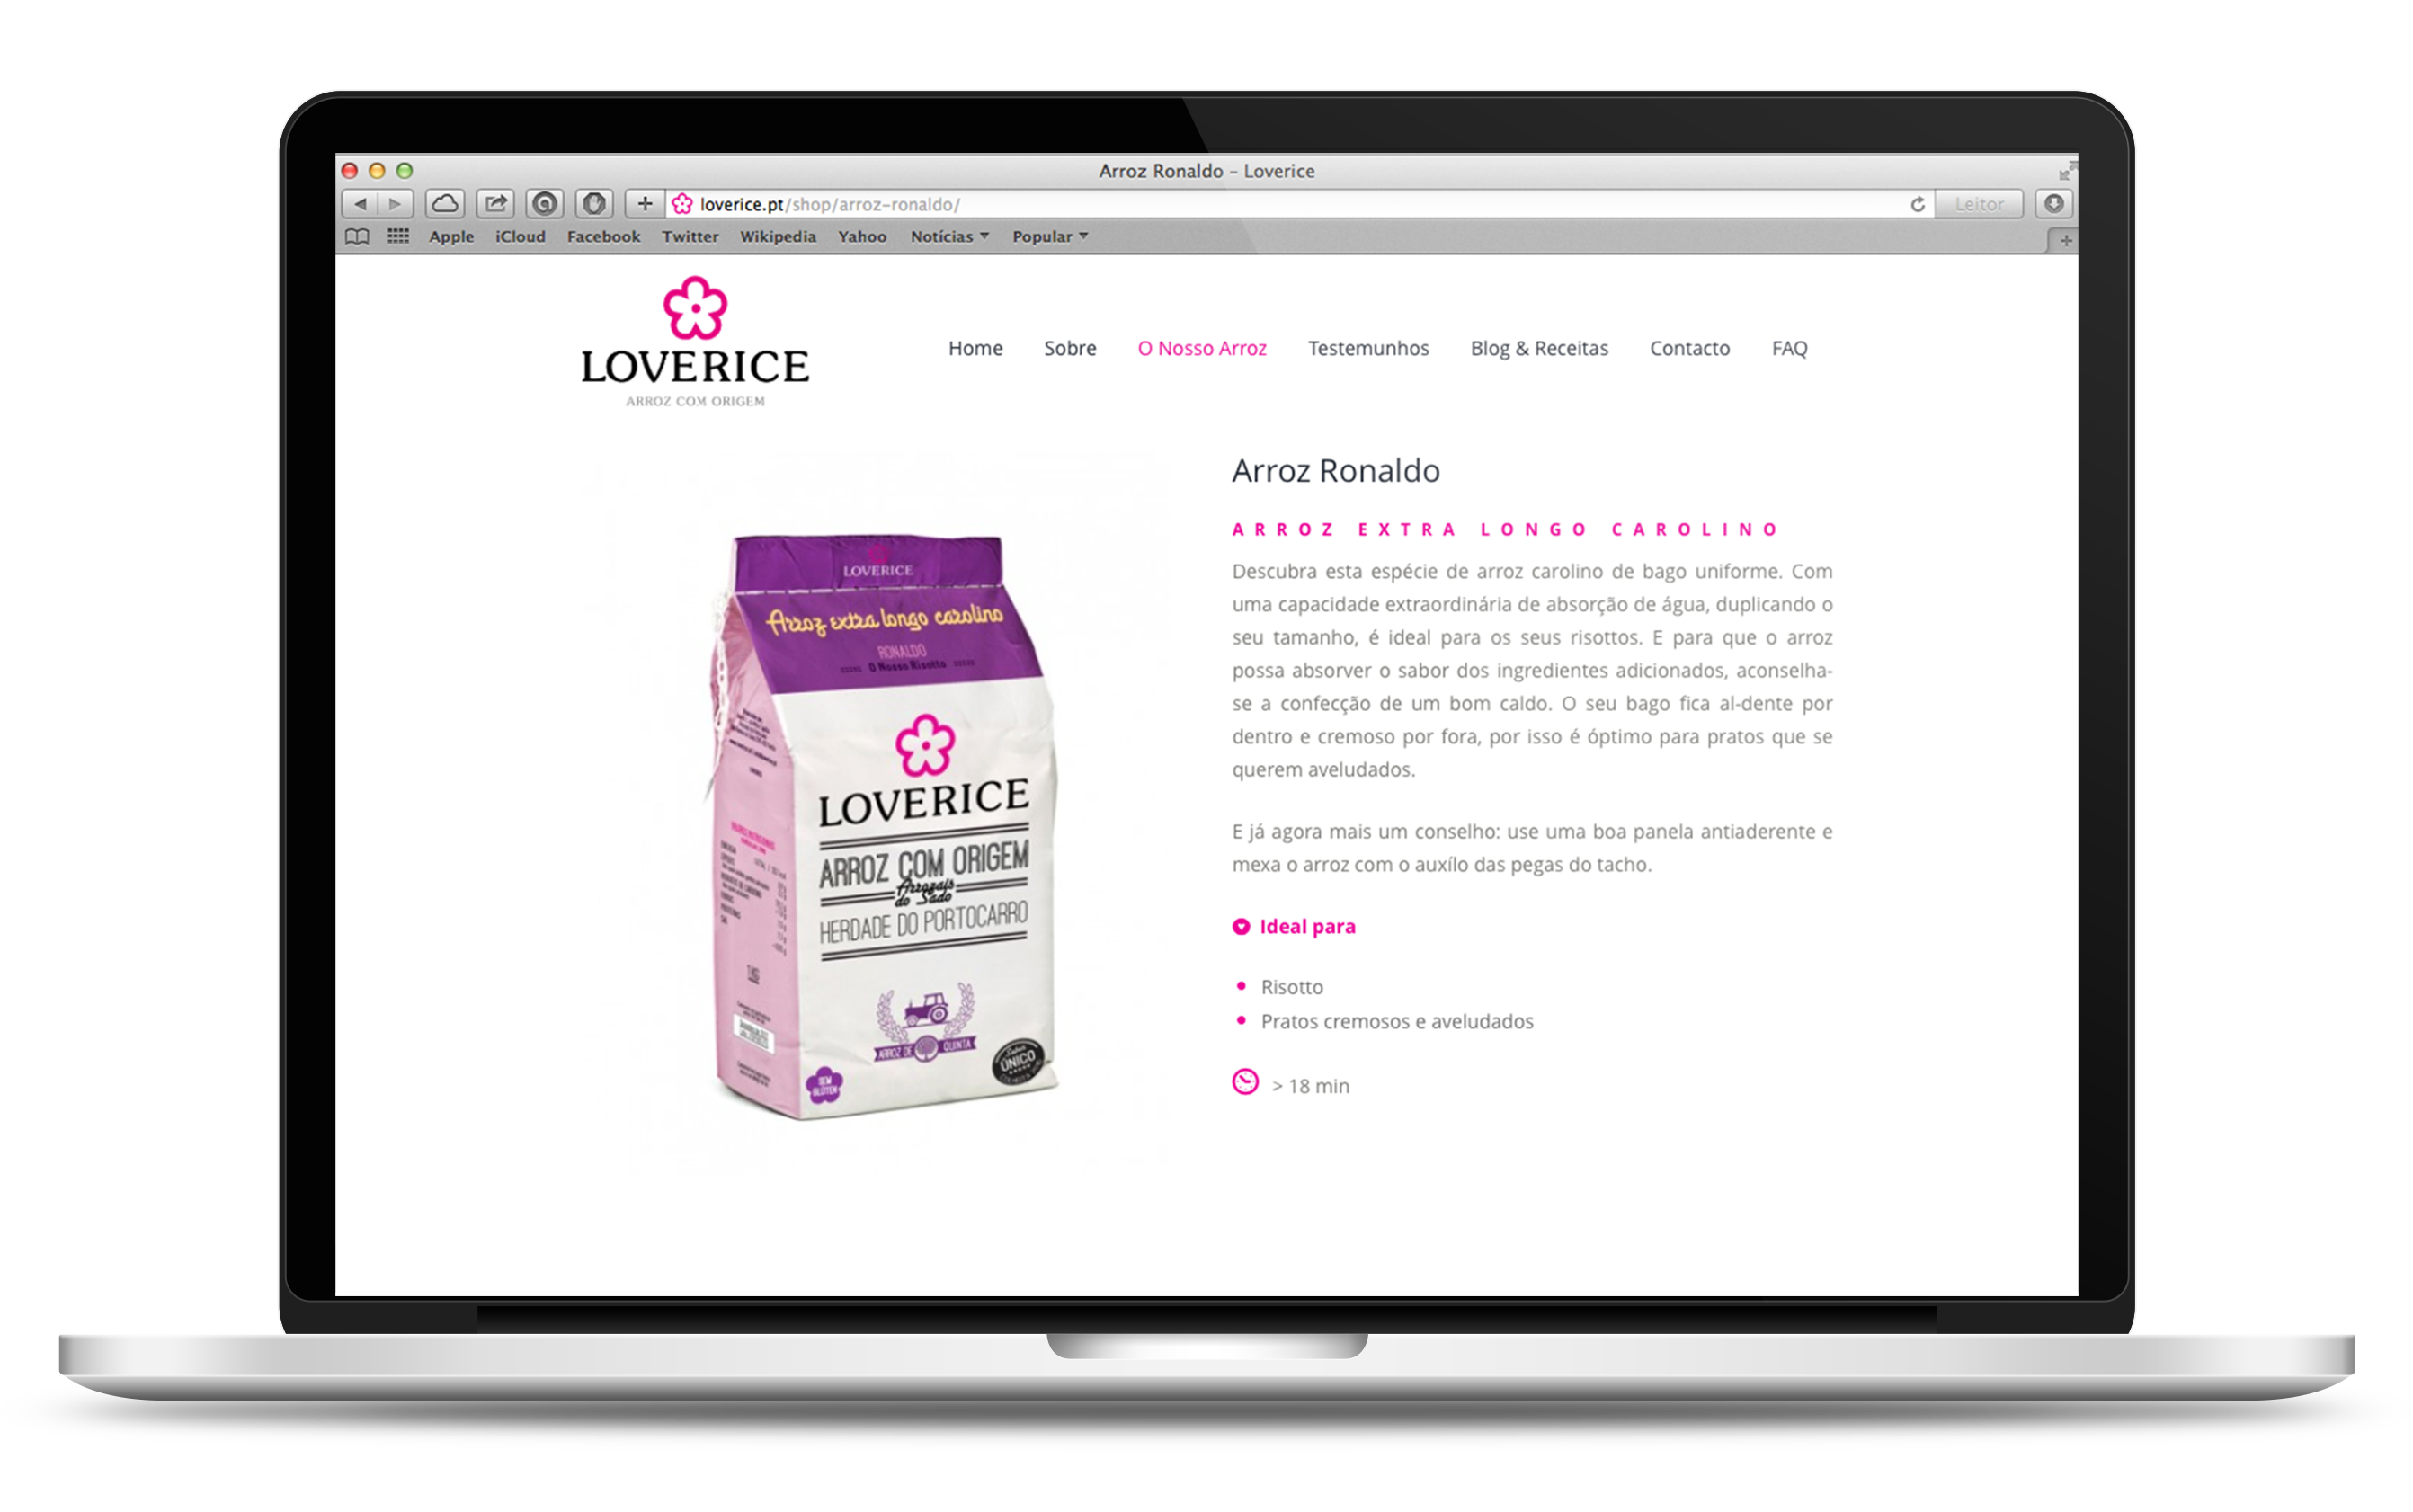 Arroz Ronaldo – Loverice
loverice.pt/shop/arroz-ronaldo/
Leitor
Apple iCloud Facebook Twitter Wikipedia Yahoo Notícias Popular
LOVERICE
ARROZ COM ORIGEM
Home Sobre O Nosso Arroz Testemunhos Blog & Receitas Contacto FAQ
LOVERICE
Arroz extra longo carolino
RONALDO
O Nosso Risotto
LOVERICE
ARROZ COM ORIGEM
Arrozais
do Sado
HERDADE DO PORTOCARRO
ARROZ DE QUINTA
SEM
GLÚTEN
Sabor
ÚNICO
1 KG
Arroz Ronaldo
ARROZ EXTRA LONGO CAROLINO
Descubra esta espécie de arroz carolino de bago uniforme. Com
uma capacidade extraordinária de absorção de água, duplicando o
seu tamanho, é ideal para os seus risottos. E para que o arroz
possa absorver o sabor dos ingredientes adicionados, aconselha-
se a confecção de um bom caldo. O seu bago fica al-dente por
dentro e cremoso por fora, por isso é óptimo para pratos que se
querem aveludados.
E já agora mais um conselho: use uma boa panela antiaderente e
mexa o arroz com o auxílo das pegas do tacho.
Ideal para
Risotto
Pratos cremosos e aveludados
> 18 min